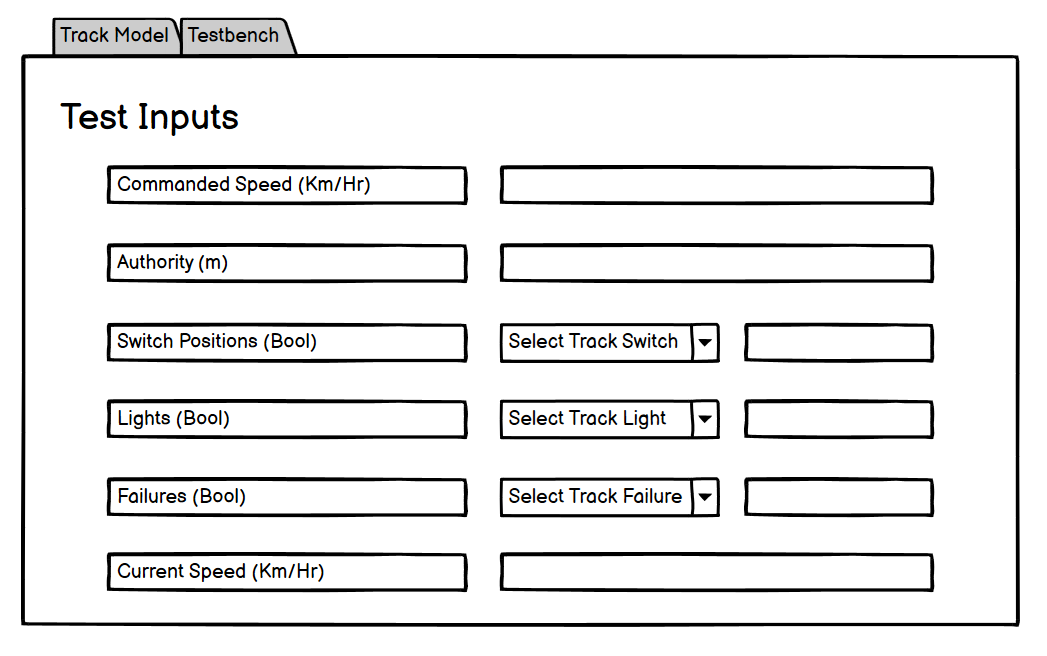 Track Model Testbench
Test Inputs
Commanded Speed (Km/Hr)
Authority (m)
Switch Positions (Bool) Select Track Switch
Lights (Bool) Select Track Light
Failures (Bool) Select Track Failure
Current Speed (Km/Hr)